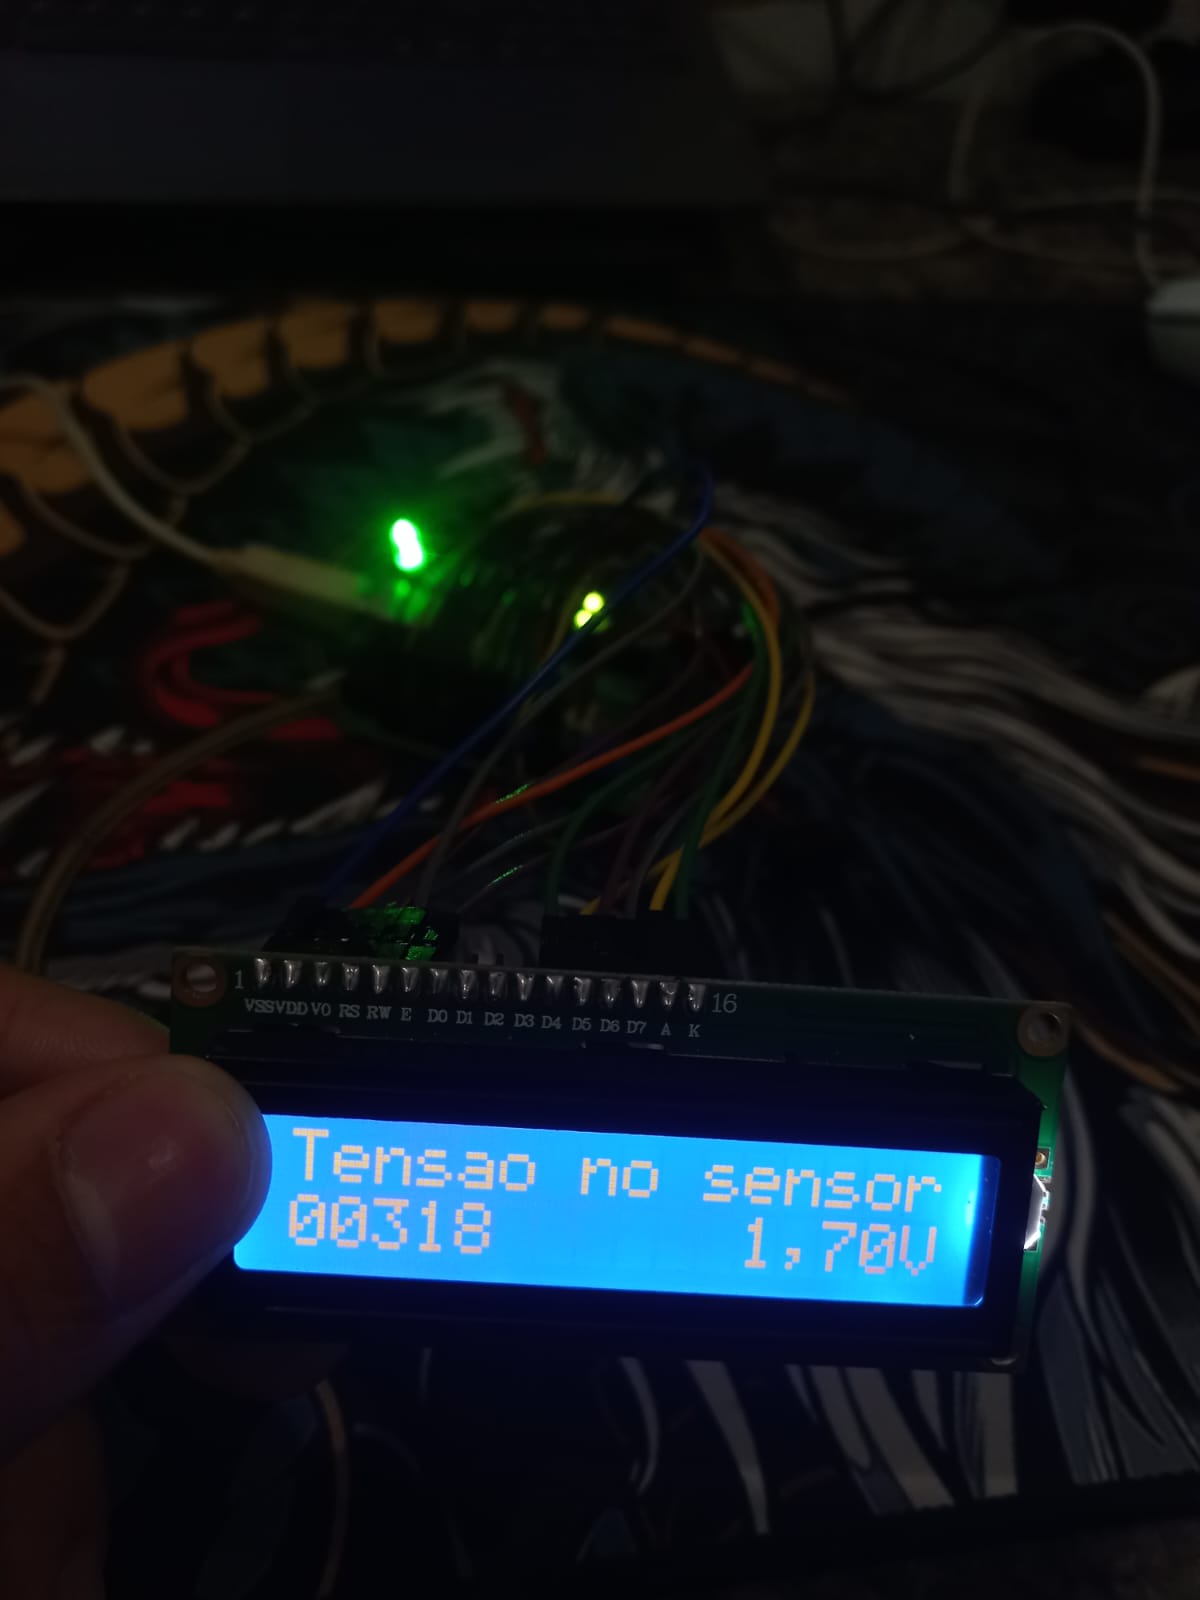 1 16
VSS VDD V0 RS RW E D0 D1 D2 D3 D4 D5 D6 D7 A K
Tensao no sensor
00318 1,70V